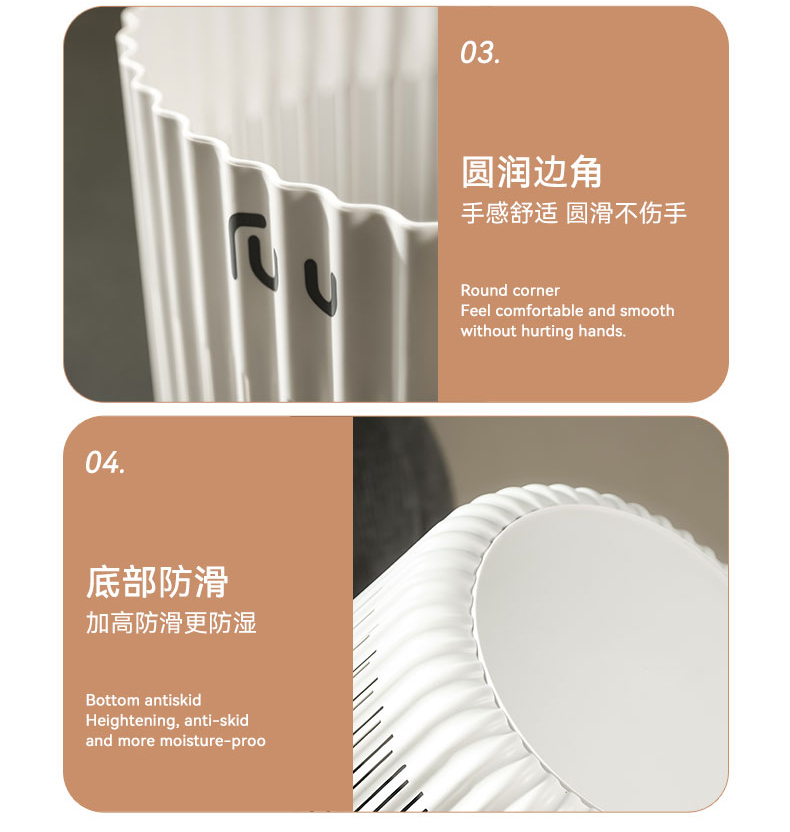 03.
圆润边角
手感舒适 圆滑不伤手
Round corner
Feel comfortable and smooth
without hurting hands.
04.
底部防滑
加高防滑更防湿
Bottom antiskid
Heightening, anti-skid
and more moisture-proo